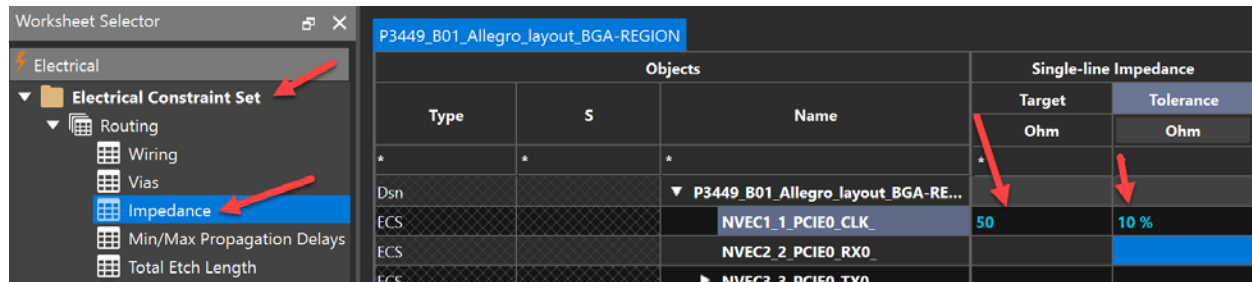 Worksheet Selector
Electrical
Electrical Constraint Set
Routing
Wiring
Vias
Impedance
Min/Max Propagation Delays
Total Etch Length
P3449_B01_Allegro_layout_BGA-REGION
Objects Single-line Impedance
Type S Name Target Tolerance
Ohm Ohm
* * * *
Dsn P3449_B01_Allegro_layout_BGA-RE...
ECS NVEC1_1_PCIE0_CLK_ 50 10 %
ECS NVEC2_2_PCIE0_RX0_
ECS NVEC3_3_PCIE0_TX0_